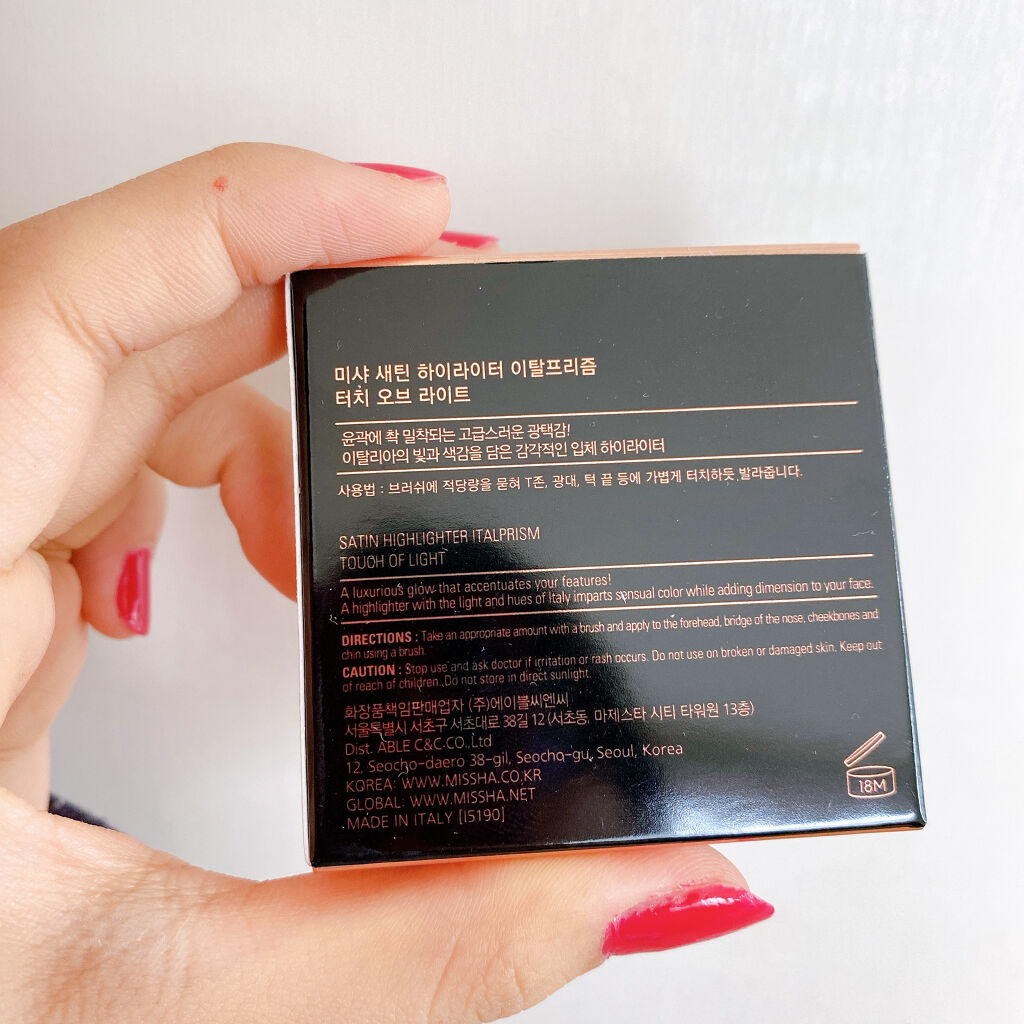 미샤 새틴 하이라이터 이탈프리즘
터치 오브 라이트
윤곽에 착 밀착되는 고급스러운 광택감!
이탈리아의 빛과 색감을 담은 감각적인 입체 하이라이터
사용법 : 브러쉬에 적당량을 묻혀 T존, 광대, 턱 끝 등에 가볍게 터치하듯 발라줍니다.
SATIN HIGHLIGHTER ITALPRISM
TOUCH OF LIGHT
A luxurious glow that accentuates your features!
A highlighter with the light and hues of Italy imparts sensual color while adding dimension to your face.
DIRECTIONS : Take an appropriate amount with a brush and apply to the forehead, bridge of the nose, cheekbones and
chin using a brush.
CAUTION : Stop use and ask doctor if irritation or rash occurs. Do not use on broken or damaged skin. Keep out
of reach of children. Do not store in direct sunlight.
화장품책임판매업자 (주)에이블씨엔씨
서울특별시 서초구 서초대로 38길 12 (서초동, 마제스타 시티 타워원 13층)
Dist. ABLE C&C.CO.,Ltd
12, Seocho-daero 38-gil, Seocho-gu, Seoul, Korea
KOREA: WWW.MISSHA.CO.KR
GLOBAL: WWW.MISSHA.NET
MADE IN ITALY [I5190]
18M